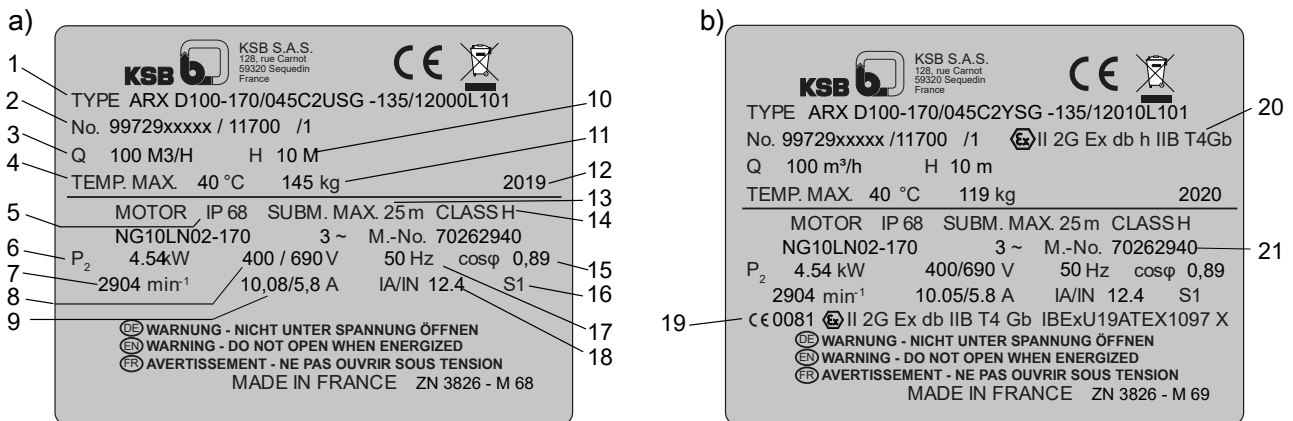 a)
KSB
KSB S.A.S.
128, rue Carnot
59320 Sequedin
France
CE
1
TYPE ARX D100-170/045C2USG -135/12000L101
2
No. 99729xxxxx / 11700 /1
10
3
Q 100 M3/H H 10 M
11
4
TEMP. MAX. 40 °C 145 kg 2019
12
13
5
MOTOR IP 68 SUBM. MAX. 25 m CLASS H
14
NG10LN02-170 3 ~ M.-No. 70262940
6
P2 4.54kW 400 / 690 V 50 Hz cosφ 0,89
15
7
2904 min-1 10,08/5,8 A IA/IN 12.4 S1
16
8
9
17
18
DE WARNUNG - NICHT UNTER SPANNUNG ÖFFNEN
EN WARNING - DO NOT OPEN WHEN ENERGIZED
FR AVERTISSEMENT - NE PAS OUVRIR SOUS TENSION
MADE IN FRANCE ZN 3826 - M 68
b)
KSB
KSB S.A.S.
128, rue Carnot
59320 Sequedin
France
CE
TYPE ARX D100-170/045C2YSG -135/12010L101
20
No. 99729xxxxx /11700 /1 Ex II 2G Ex db h IIB T4Gb
Q 100 m³/h H 10 m
TEMP. MAX. 40 °C 119 kg 2020
MOTOR IP 68 SUBM. MAX. 25 m CLASS H
NG10LN02-170 3 ~ M.-No. 70262940
21
P2 4.54 kW 400/690 V 50 Hz cosφ 0,89
2904 min-1 10.05/5.8 A IA/IN 12.4 S1
19
CE 0081 Ex II 2G Ex db IIB T4 Gb IBExU19ATEX1097 X
DE WARNUNG - NICHT UNTER SPANNUNG ÖFFNEN
EN WARNING - DO NOT OPEN WHEN ENERGIZED
FR AVERTISSEMENT - NE PAS OUVRIR SOUS TENSION
MADE IN FRANCE ZN 3826 - M 69